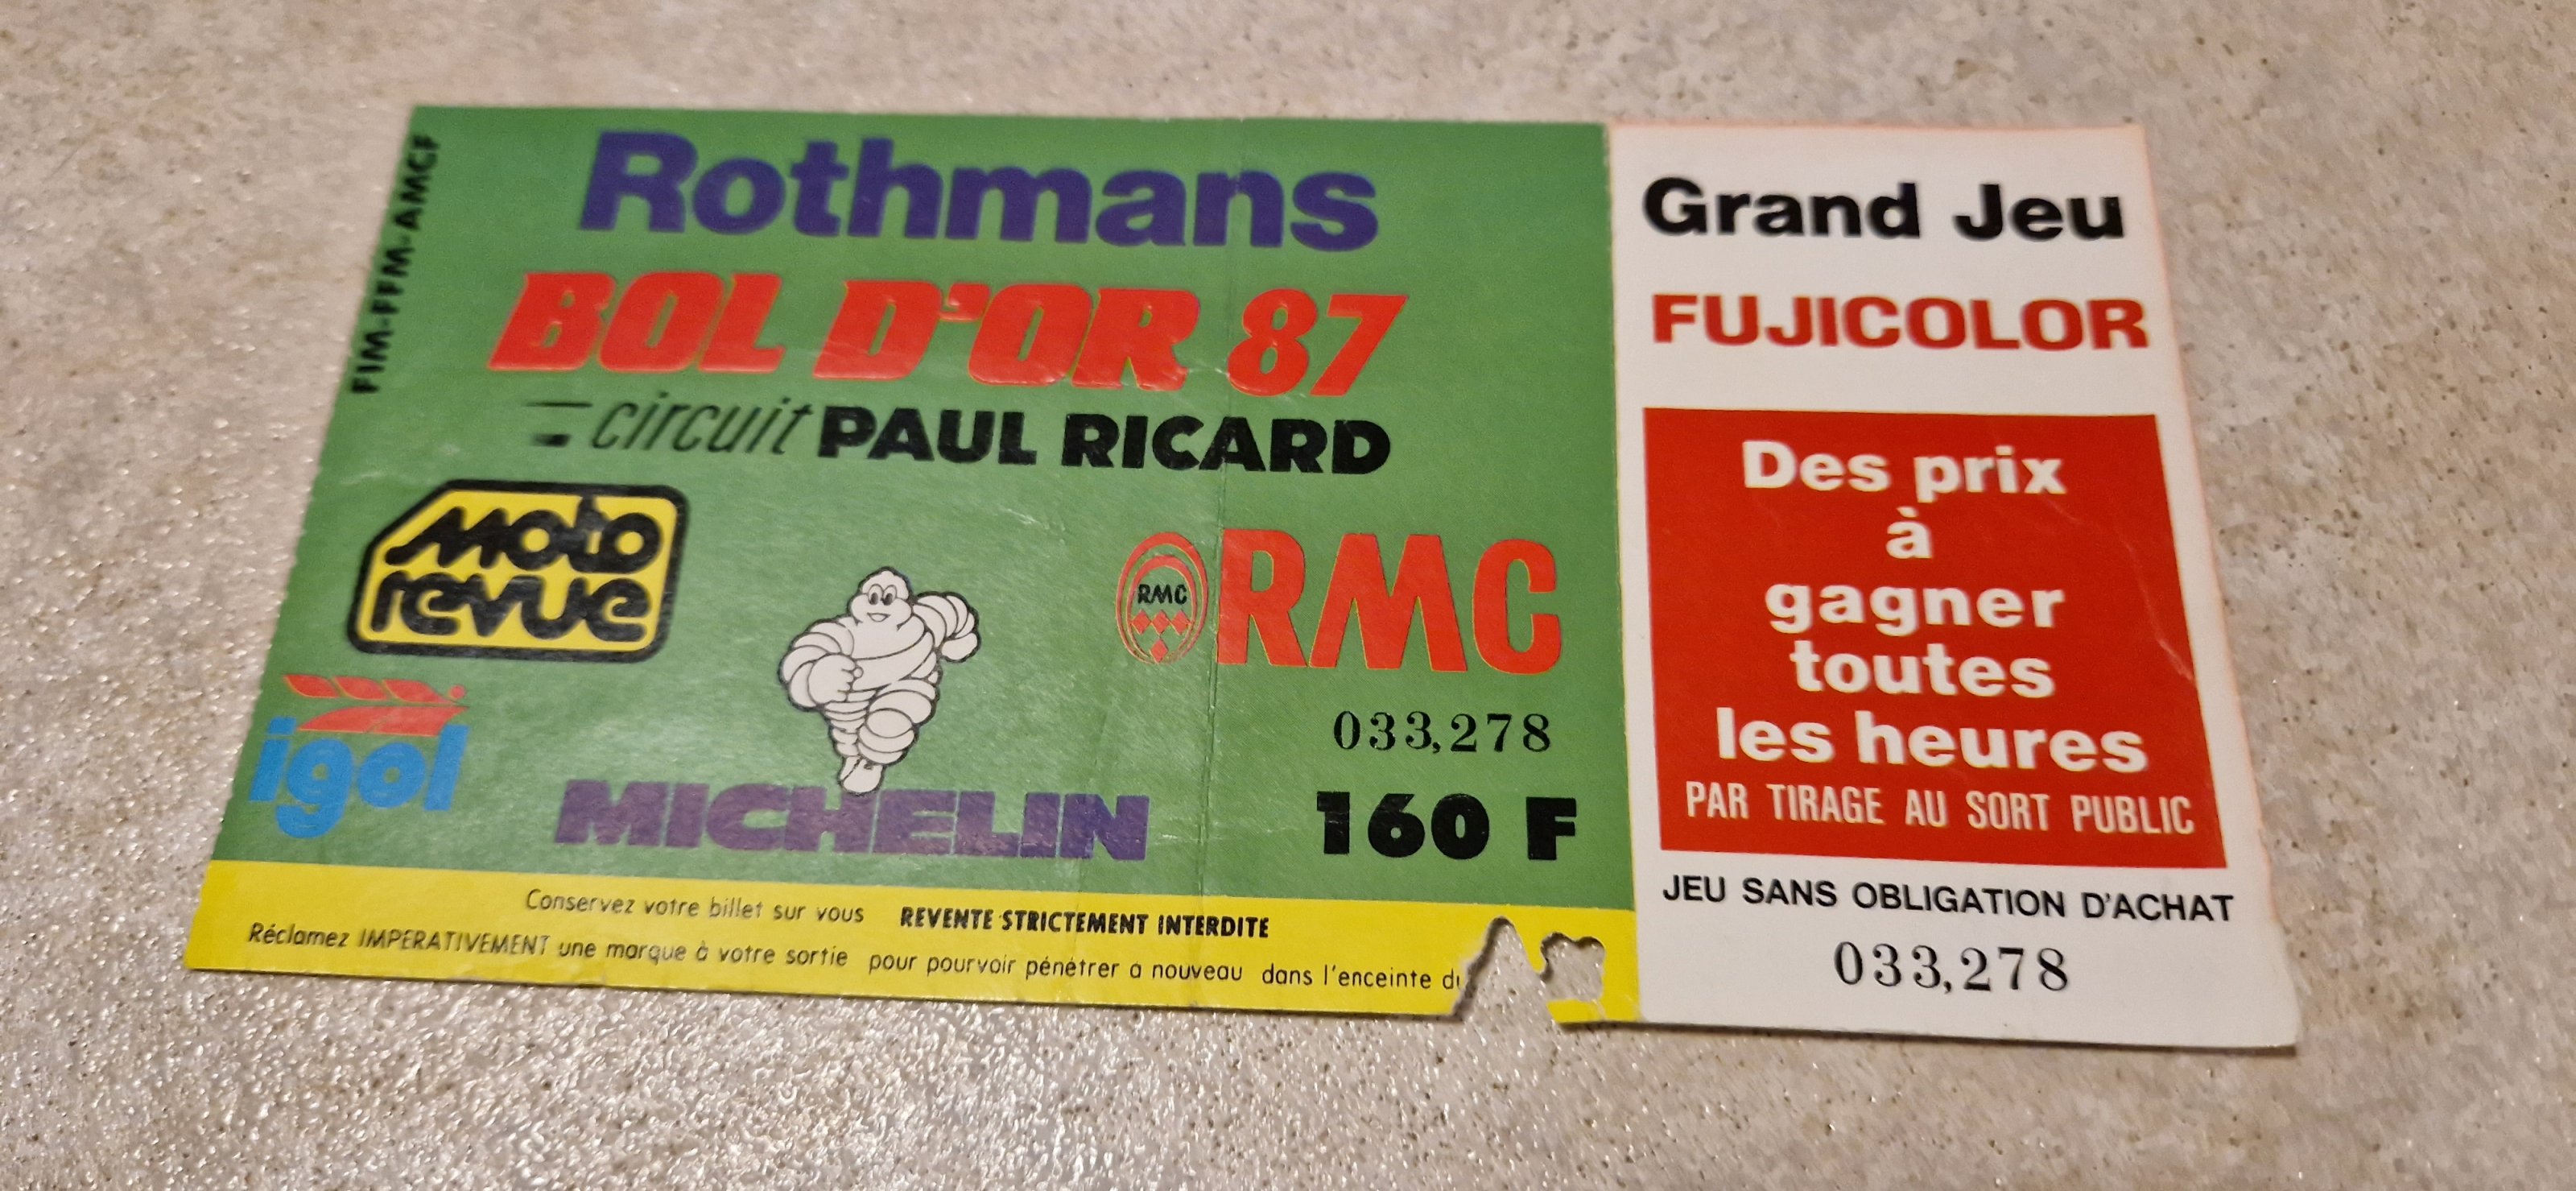 FIM-FFM-AMCF
Rothmans
BOL D'OR 87
circuit PAUL RICARD
moto
revue
RMC
RMC
igol
MICHELIN
033,278
160 F
Conservez votre billet sur vous REVENTE STRICTEMENT INTERDITE
Réclamez IMPERATIVEMENT une marque à votre sortie pour pourvoir pénétrer a nouveau dans l'enceinte
Grand Jeu
FUJICOLOR
Des prix
à
gagner
toutes
les heures
PAR TIRAGE AU SORT PUBLIC
JEU SANS OBLIGATION D'ACHAT
033,278